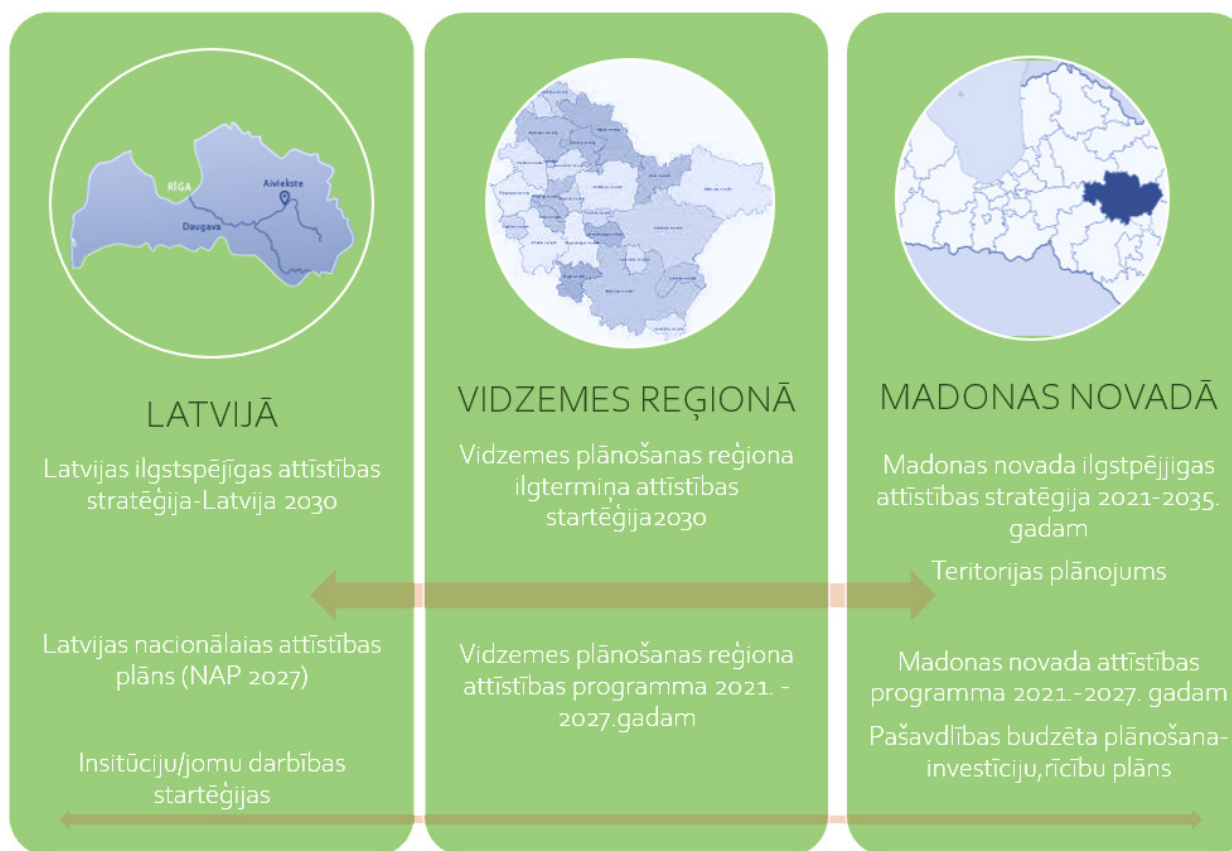 RĪGA
Aiviekste
Daugava
LATVIJĀ
Latvijas ilgstspējīgas attīstības
stratēģija-Latvija 2030
Latvijas nacionālaias attīstības
plāns (NAP 2027)
Insitūciju/jomu darbības
startēģijas
VIDZEMES REĢIONĀ
Vidzemes plānošanas reģiona
ilgtermiņa attīstības
startēģija2030
Vidzemes plānošanas reģiona
attīstības programma 2021. -
2027.gadam
MADONAS NOVADĀ
Madonas novada ilgstpējjigas
attīstības stratēgija 2021-2035.
gadam
Teritorijas plānojums
Madonas novada attīstības
programma 2021.-2027. gadam
Pašavdlības budzēta plānošana-
investīciju,rīcību plāns